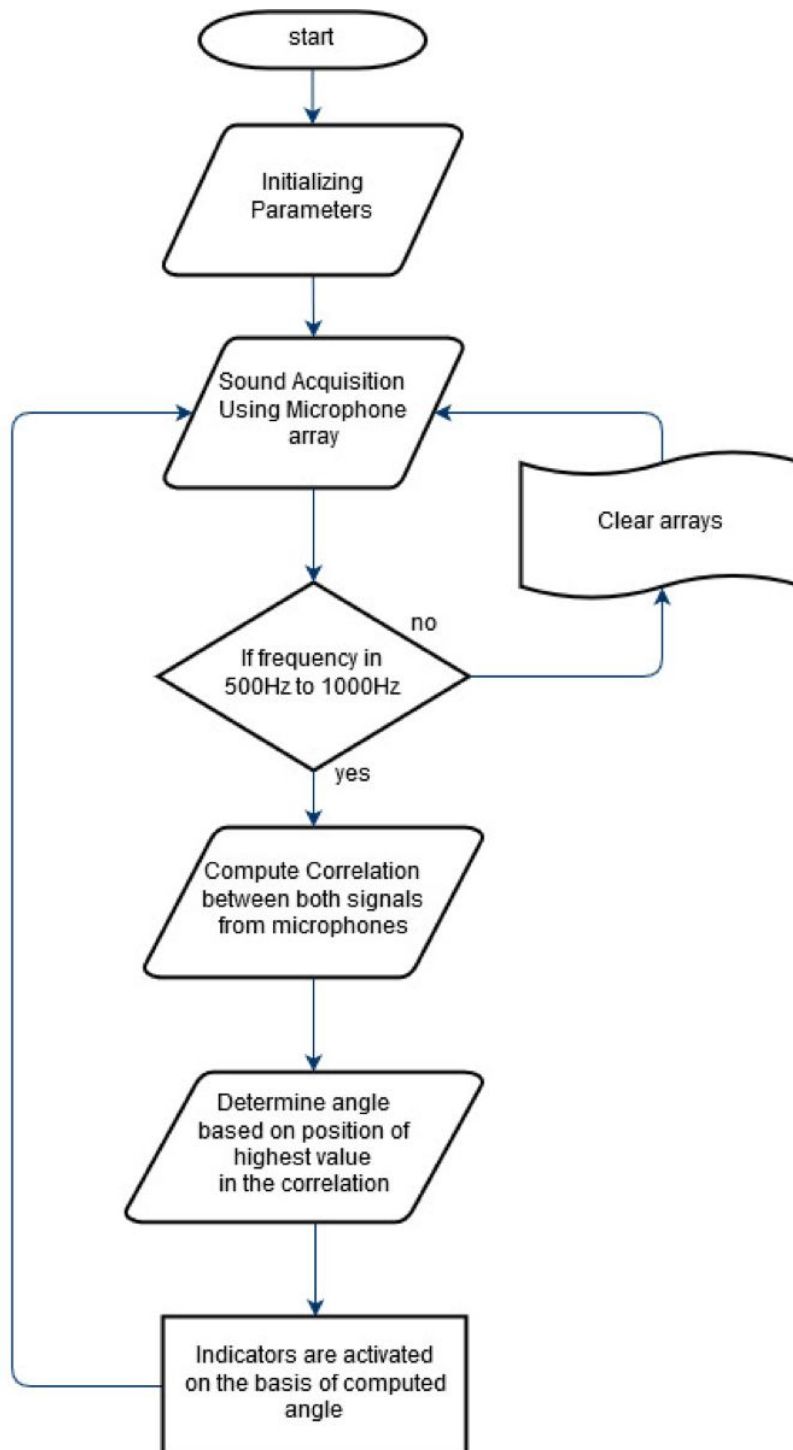 start
Initializing
Parameters
Sound Acquisition
Using Microphone
array
Clear arrays
no
If frequency in
500Hz to 1000Hz
yes
Compute Correlation
between both signals
from microphones
Determine angle
based on position of
highest value
in the correlation
Indicators are activated
on the basis of computed
angle